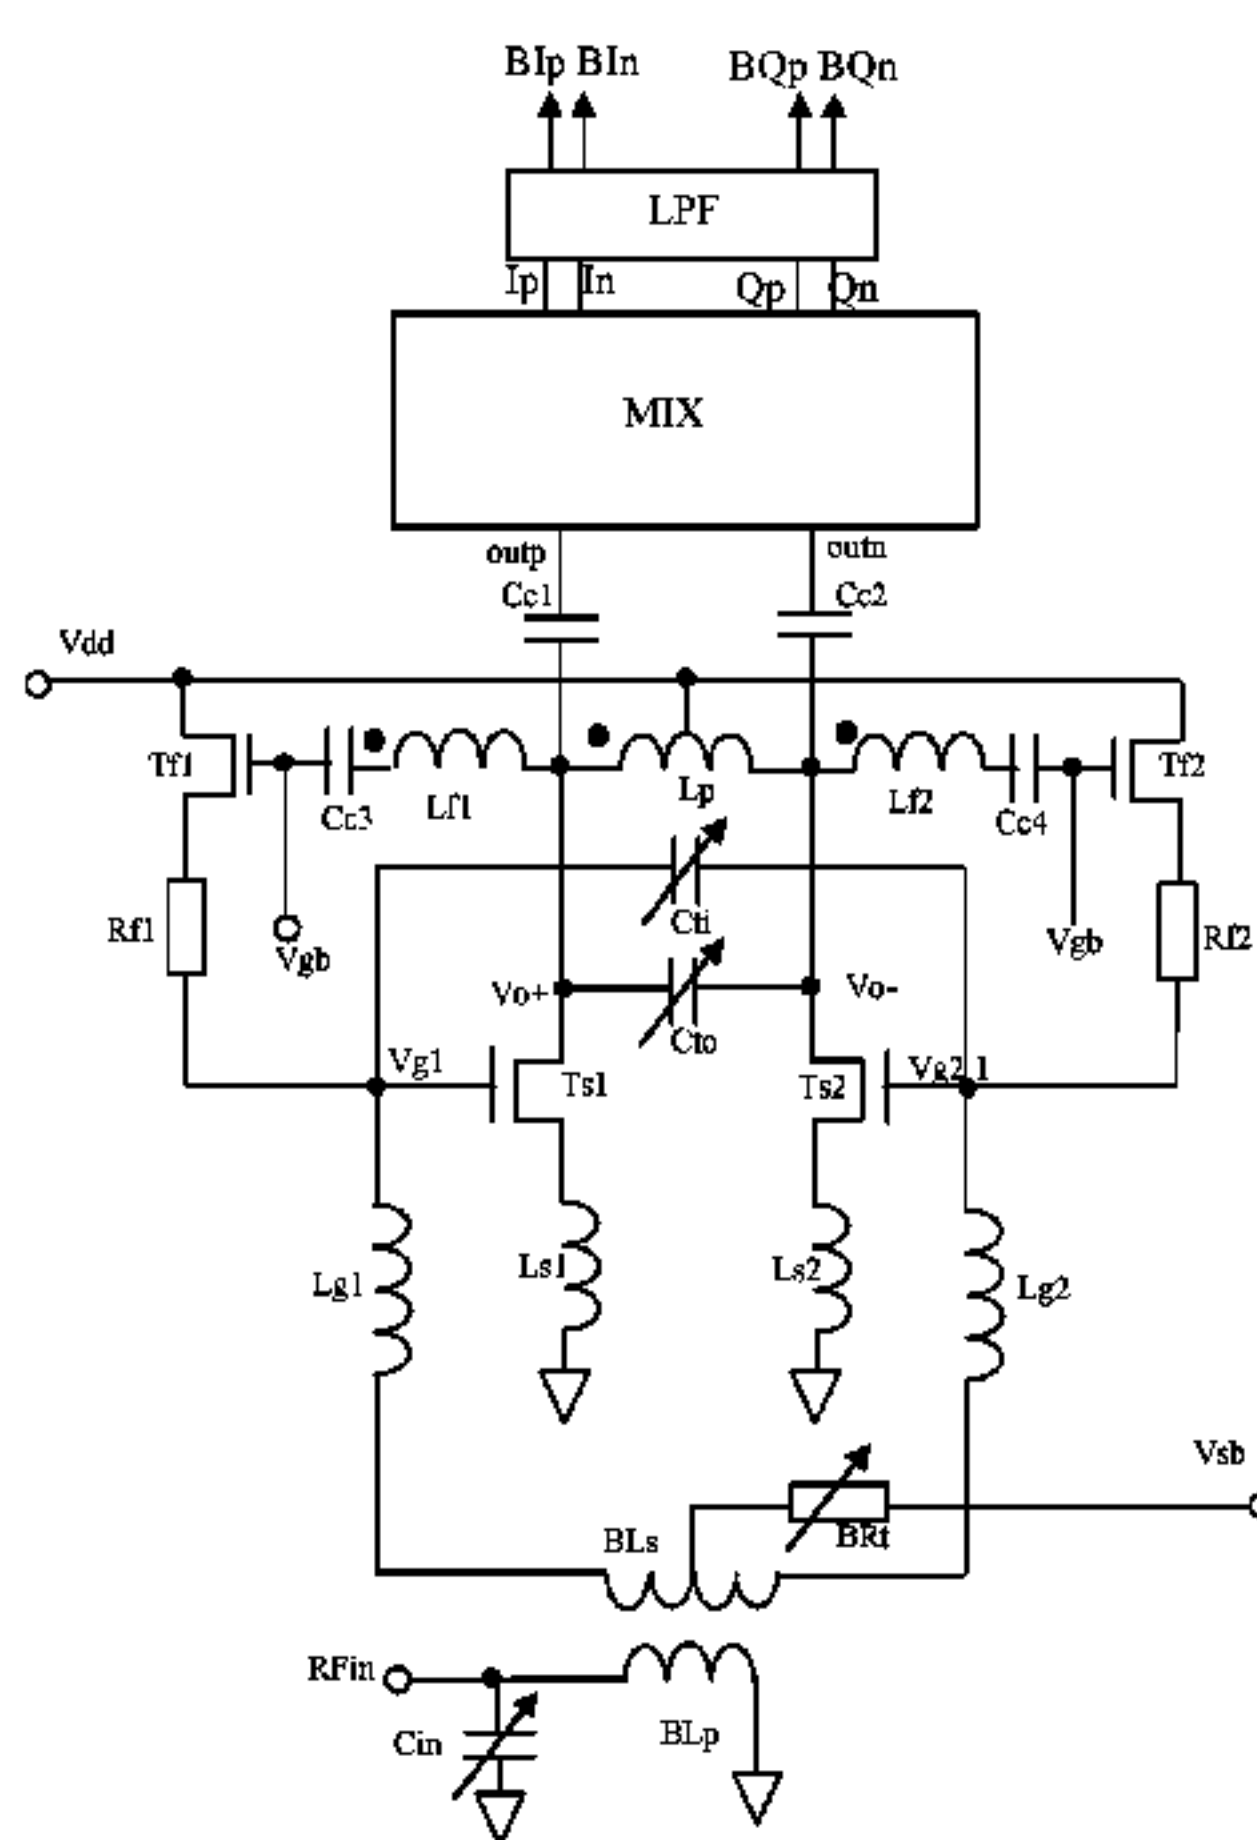 BIp BIn BQp BQn
LPF
Ip In Qp Qn
MIX
outp outn
Cc1 Cc2
Vdd
Tf1 Cc3 Lf1 Lp Lf2 Cc4 Tf2
Rf1 Vgb Cti Vgb Rf2
Vo+ Cto Vo-
Vg1 Ts1 Ts2 Vg2 1
Lg1 Ls1 Ls2 Lg2
Vsb
BLs BRt
RFin
Cin BLp